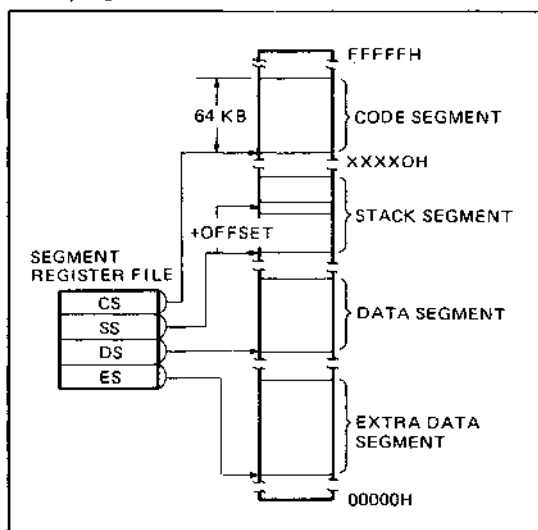 FFFFFH
64 KB
CODE SEGMENT
XXXXOH
STACK SEGMENT
+OFFSET
SEGMENT
REGISTER FILE
CS
SS
DS
ES
DATA SEGMENT
EXTRA DATA
SEGMENT
00000H